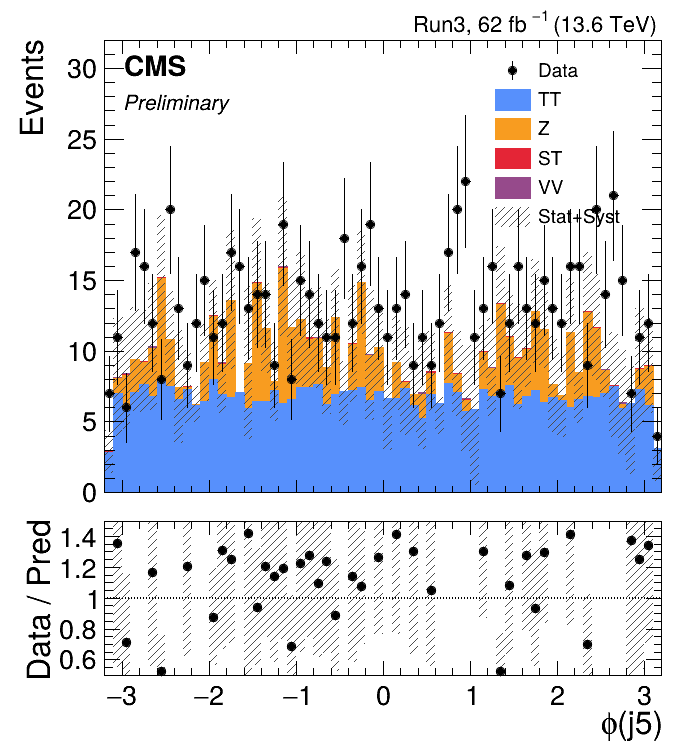 Run3, 62 fb⁻¹ (13.6 TeV)
Events
CMS
Preliminary
Data
TT
Z
ST
VV
Stat+Syst
30
25
20
15
10
5
0
Data / Pred
1.4
1.2
1
0.8
0.6
−3 −2 −1 0 1 2 3
ϕ(j5)